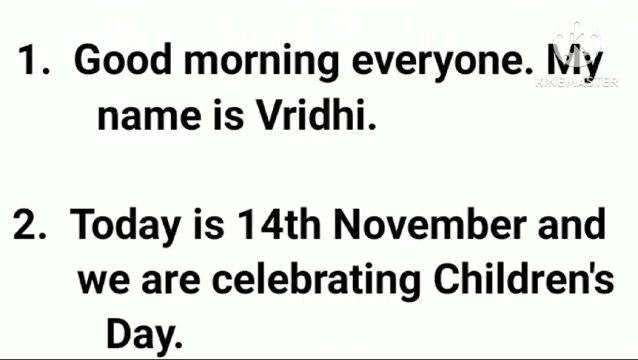 1. Good morning everyone. My
name is Vridhi.
2. Today is 14th November and
we are celebrating Children's
Day.
KINEMASTER